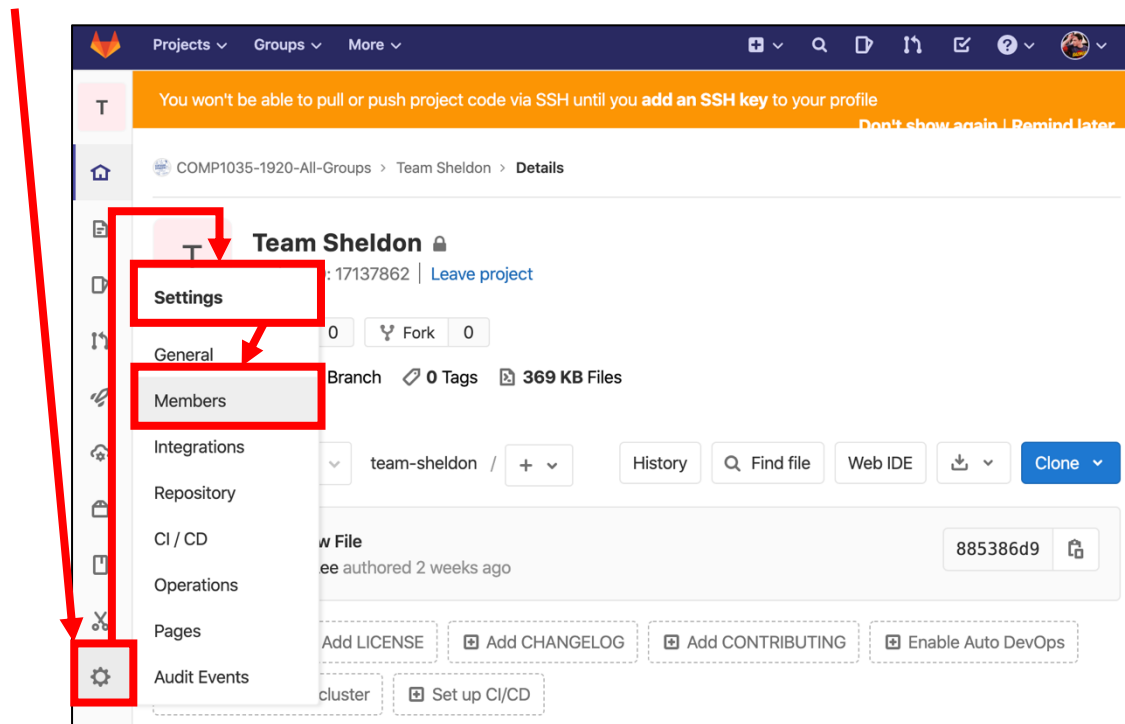 Projects Groups More
T
You won't be able to pull or push project code via SSH until you add an SSH key to your profile
Don't show again | Remind later
COMP1035-1920-All-Groups > Team Sheldon > Details
T
Team Sheldon
: 17137862 | Leave project
Settings
0 Fork 0
General
Branch 0 Tags 369 KB Files
Members
Integrations
team-sheldon / +
History Find file Web IDE Clone
Repository
CI / CD
File
885386d9
authored 2 weeks ago
Operations
Pages
Add LICENSE Add CHANGELOG Add CONTRIBUTING Enable Auto DevOps
Audit Events
cluster Set up CI/CD